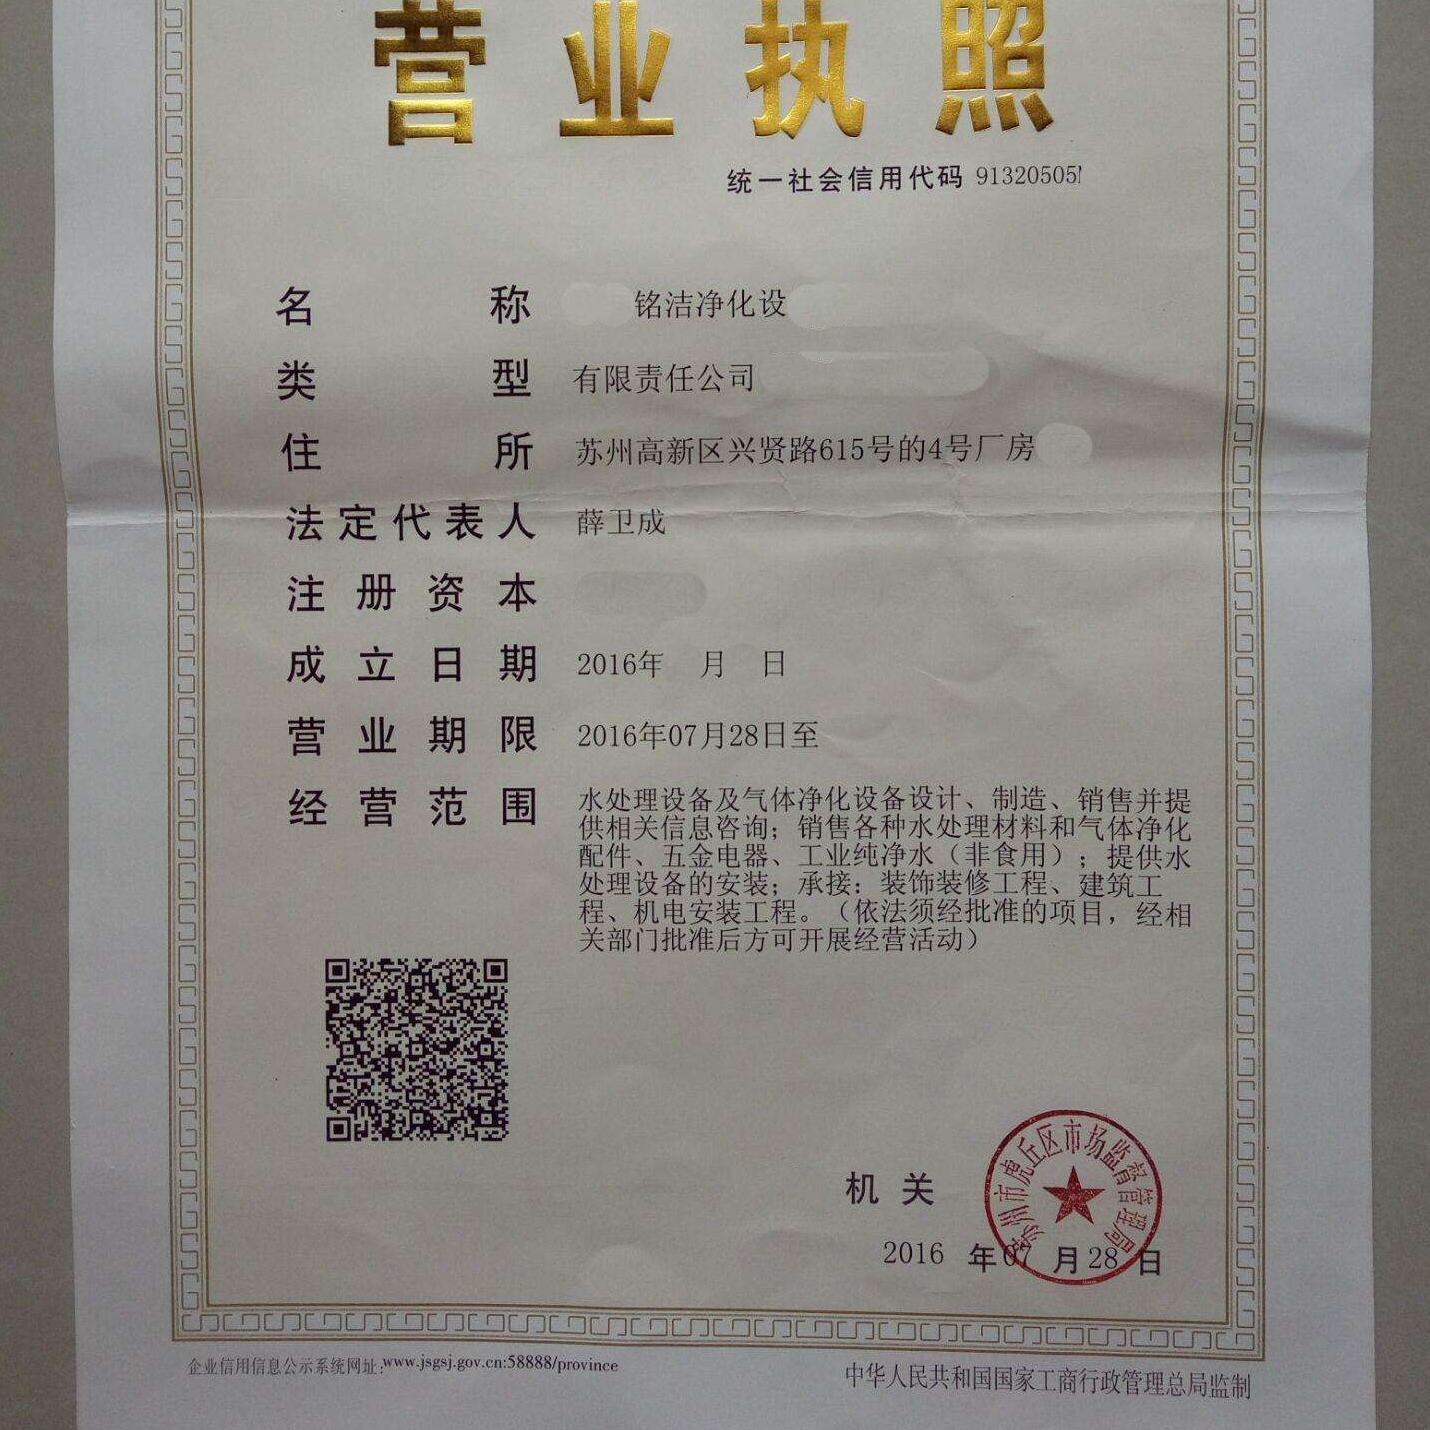 营业执照
统一社会信用代码 91320505
名称 铭洁净化设
类型 有限责任公司
住所 苏州高新区兴贤路615号的4号厂房
法定代表人 薛卫成
注册资本
成立日期 2016年 月 日
营业期限 2016年07月28日至
经营范围 水处理设备及气体净化设备设计、制造、销售并提
供相关信息咨询；销售各种水处理材料和气体净化
配件、五金电器、工业纯净水（非食用）；提供水
处理设备的安装；承接：装饰装修工程、建筑工
程、机电安装工程。（依法须经批准的项目，经相
关部门批准后方可开展经营活动）
苏州市虎丘区市场监督管理局
机关
2016 年07 月28 日
企业信用信息公示系统网址:www.jsgsj.gov.cn:58888/province
中华人民共和国国家工商行政管理总局监制